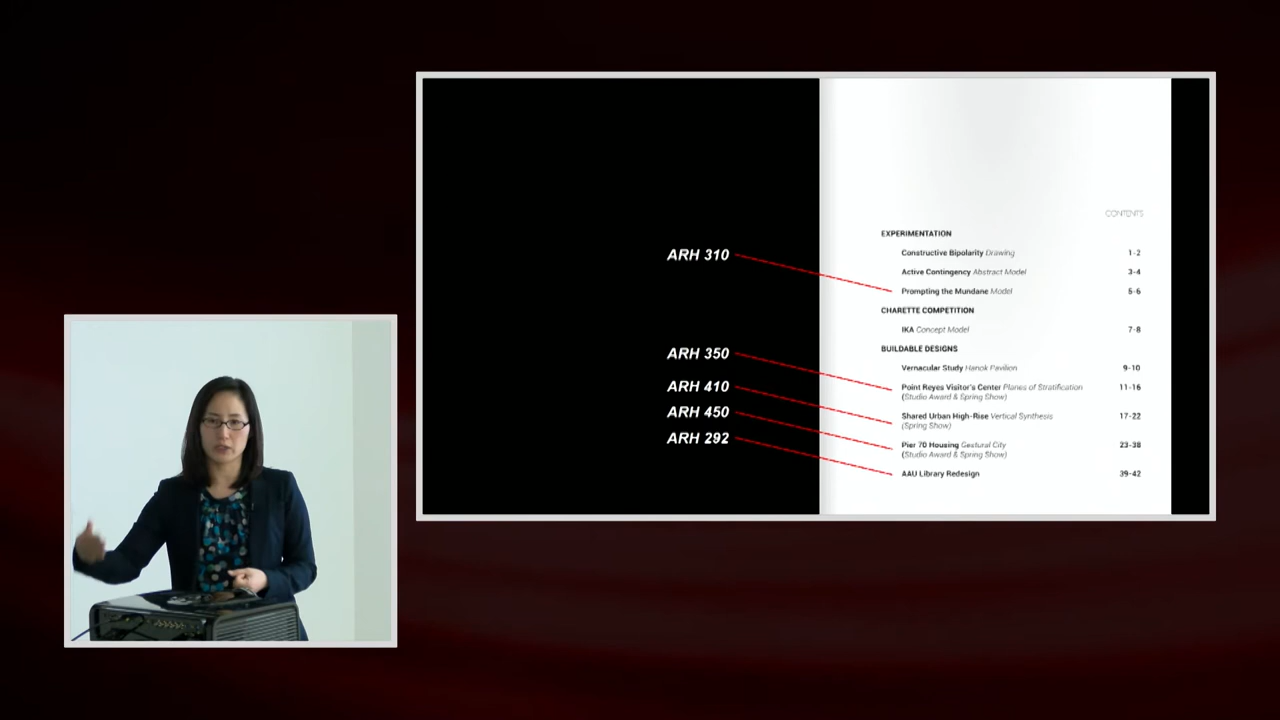 CONTENTS
EXPERIMENTATION
ARH 310
Constructive Bipolarity Drawing 1-2
Active Contingency Abstract Model 3-4
Prompting the Mundane Model 5-6
CHARETTE COMPETITION
IKA Concept Model 7-8
BUILDABLE DESIGNS
ARH 350
Vernacular Study Hanok Pavilion 9-10
ARH 410
Point Reyes Visitor's Center Planes of Stratification 11-16
(Studio Award & Spring Show)
ARH 450
Shared Urban High-Rise Vertical Synthesis 17-22
(Spring Show)
ARH 292
Pier 70 Housing Gestural City 23-38
(Studio Award & Spring Show)
AAU Library Redesign 39-42